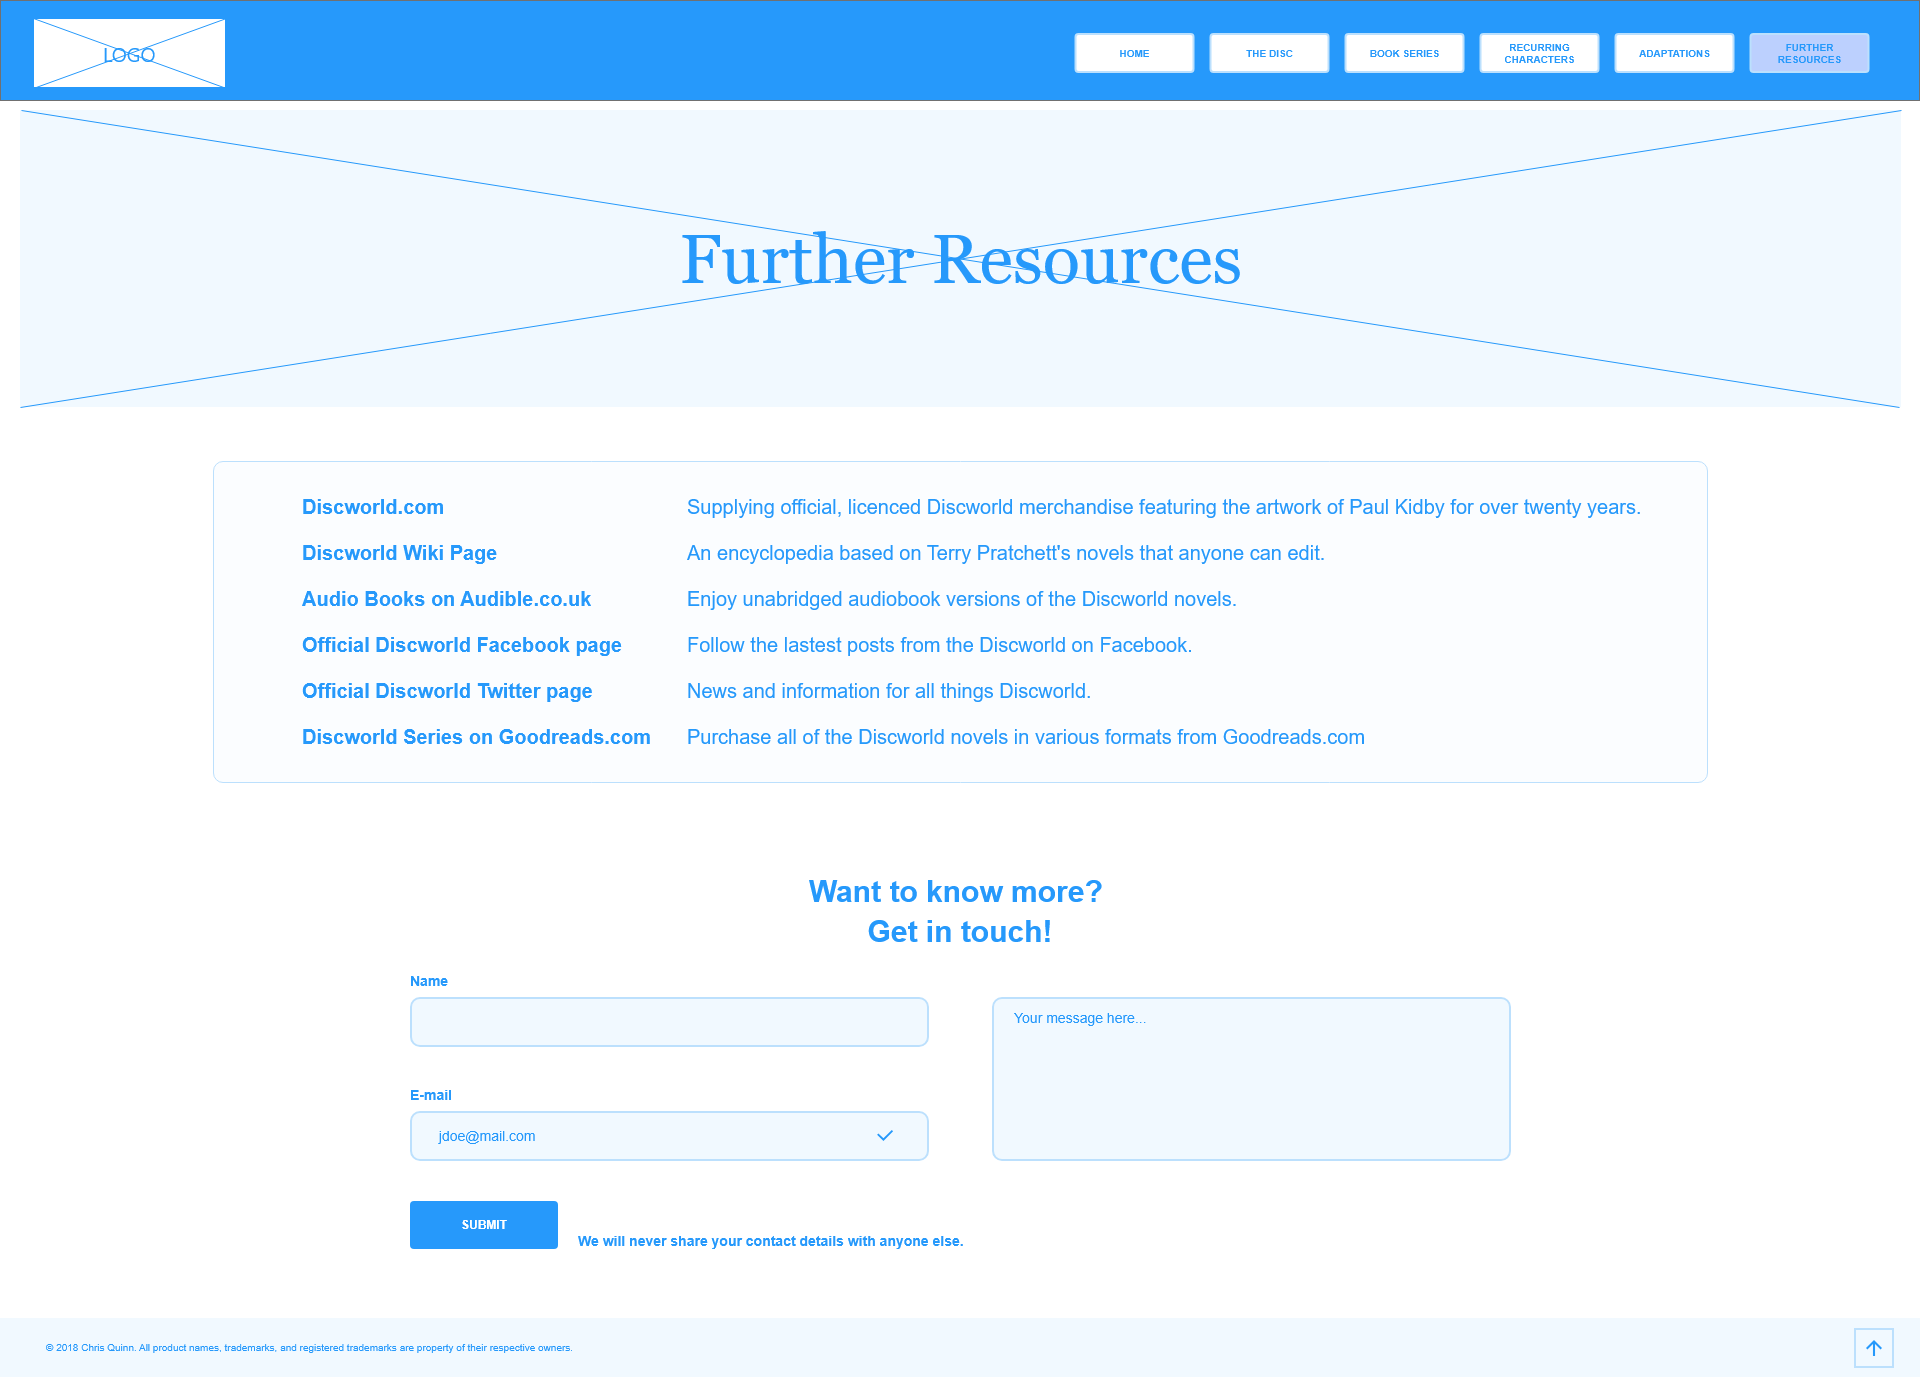 LOGO
HOME
THE DISC
BOOK SERIES
RECURRING
CHARACTERS
ADAPTATIONS
FURTHER
RESOURCES
Further Resources
Discworld.com
Supplying official, licenced Discworld merchandise featuring the artwork of Paul Kidby for over twenty years.
Discworld Wiki Page
An encyclopedia based on Terry Pratchett's novels that anyone can edit.
Audio Books on Audible.co.uk
Enjoy unabridged audiobook versions of the Discworld novels.
Official Discworld Facebook page
Follow the lastest posts from the Discworld on Facebook.
Official Discworld Twitter page
News and information for all things Discworld.
Discworld Series on Goodreads.com
Purchase all of the Discworld novels in various formats from Goodreads.com
Want to know more?
Get in touch!
Name
Your message here...
E-mail
jdoe@mail.com
SUBMIT
We will never share your contact details with anyone else.
© 2018 Chris Quinn. All product names, trademarks, and registered trademarks are property of their respective owners.